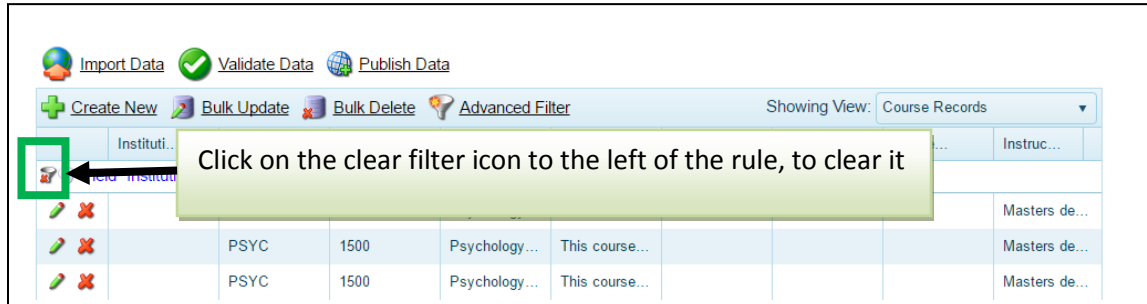 Import Data Validate Data Publish Data
Create New Bulk Update Bulk Delete Advanced Filter Showing View: Course Records
Instituti... Instruc...
Click on the clear filter icon to the left of the rule, to clear it
Masters de...
PSYC 1500 Psychology... This course... Masters de...
PSYC 1500 Psychology... This course... Masters de...